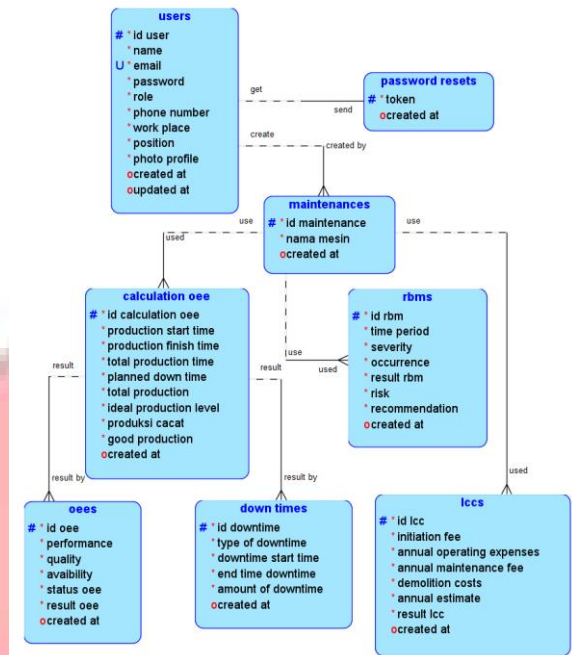 users
# * id user
* name
U * email
* password
* role
* phone number
* work place
* position
* photo profile
o created at
o updated at
get
send
password resets
# * token
o created at
create
created by
maintenances
# * id maintenance
* nama mesin
o created at
use
used
use
used
use
used
calculation oee
# * id calculation oee
* production start time
* production finish time
* total production time
* planned down time
* total production
* ideal production level
* produksi cacat
* good production
o created at
rbms
# * id rbm
* time period
* severity
* occurrence
* result rbm
* risk
* recommendation
o created at
result
result by
result
result by
oees
# * id oee
* performance
* quality
* avaibility
* status oee
* result oee
o created at
down times
# * id downtime
* type of downtime
* downtime start time
* end time downtime
* amount of downtime
o created at
lccs
# * id lcc
* initiation fee
* annual operating expenses
* annual maintenance fee
* demolition costs
* annual estimate
* result lcc
o created at